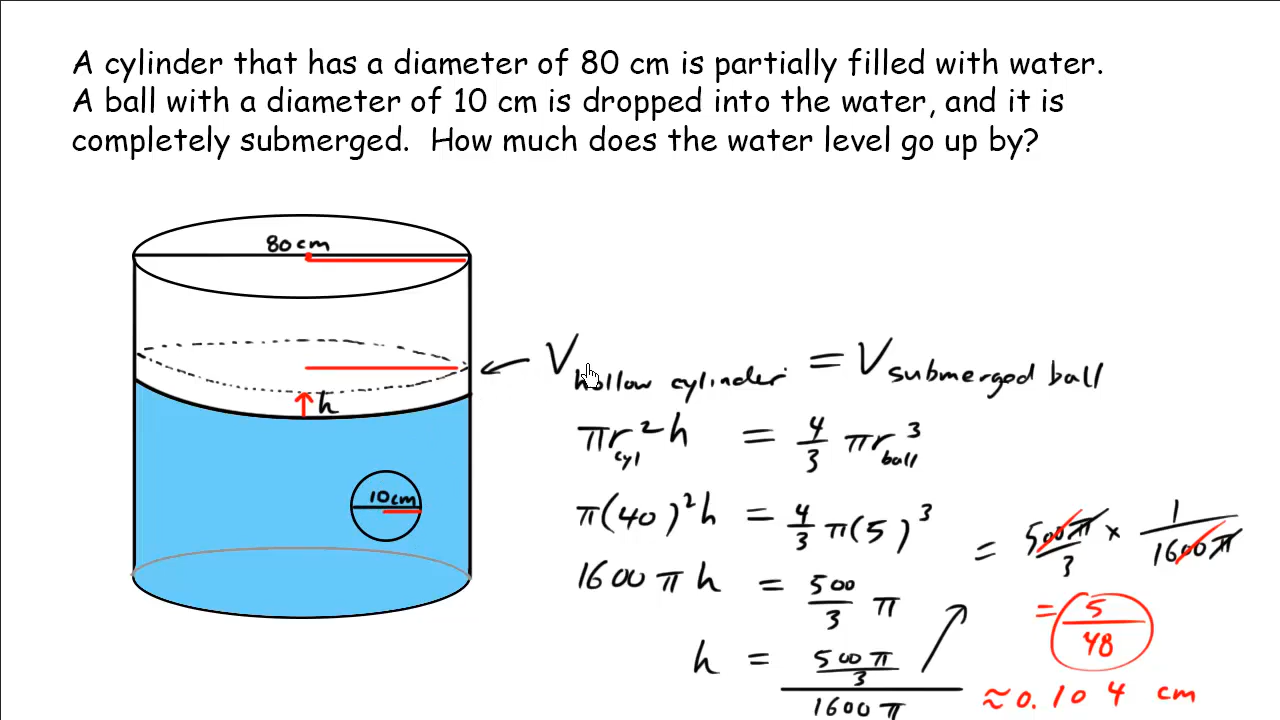 A cylinder that has a diameter of 80 cm is partially filled with water.
A ball with a diameter of 10 cm is dropped into the water, and it is
completely submerged. How much does the water level go up by?
80 cm
h
10cm
V hollow cylinder = V submerged ball
πr²cyl h = 4/3 πr³ball
π(40)²h = 4/3 π(5)³
1600πh = 500/3 π
h = (500π/3)/1600π
= 500π/3 × 1/1600π
= 5/48
≈0.104 cm